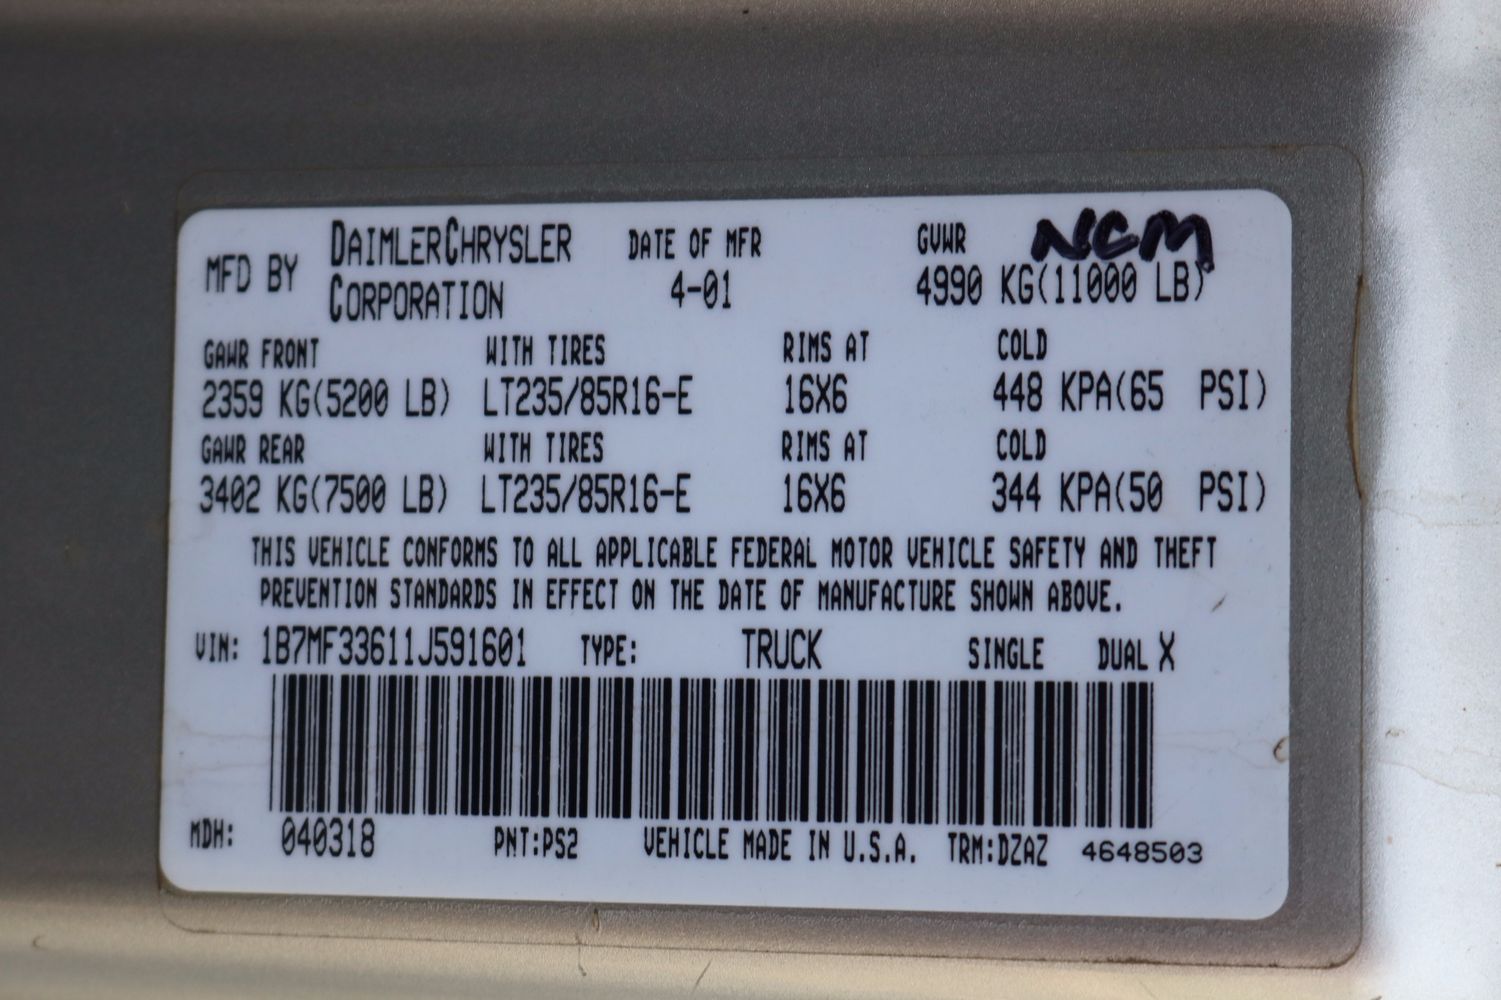 MFD BY DAIMLERCHRYSLER CORPORATION DATE OF MFR 4-01 GVWR NCM 4990 KG(11000 LB)
GAWR FRONT WITH TIRES RIMS AT COLD
2359 KG(5200 LB) LT235/85R16-E 16X6 448 KPA(65 PSI)
GAWR REAR WITH TIRES RIMS AT COLD
3402 KG(7500 LB) LT235/85R16-E 16X6 344 KPA(50 PSI)
THIS VEHICLE CONFORMS TO ALL APPLICABLE FEDERAL MOTOR VEHICLE SAFETY AND THEFT
PREVENTION STANDARDS IN EFFECT ON THE DATE OF MANUFACTURE SHOWN ABOVE.
VIN: 1B7MF33611J591601 TYPE: TRUCK SINGLE DUAL X
MDH: 040318 PNT:PS2 VEHICLE MADE IN U.S.A. TRM:DZAZ 4648503